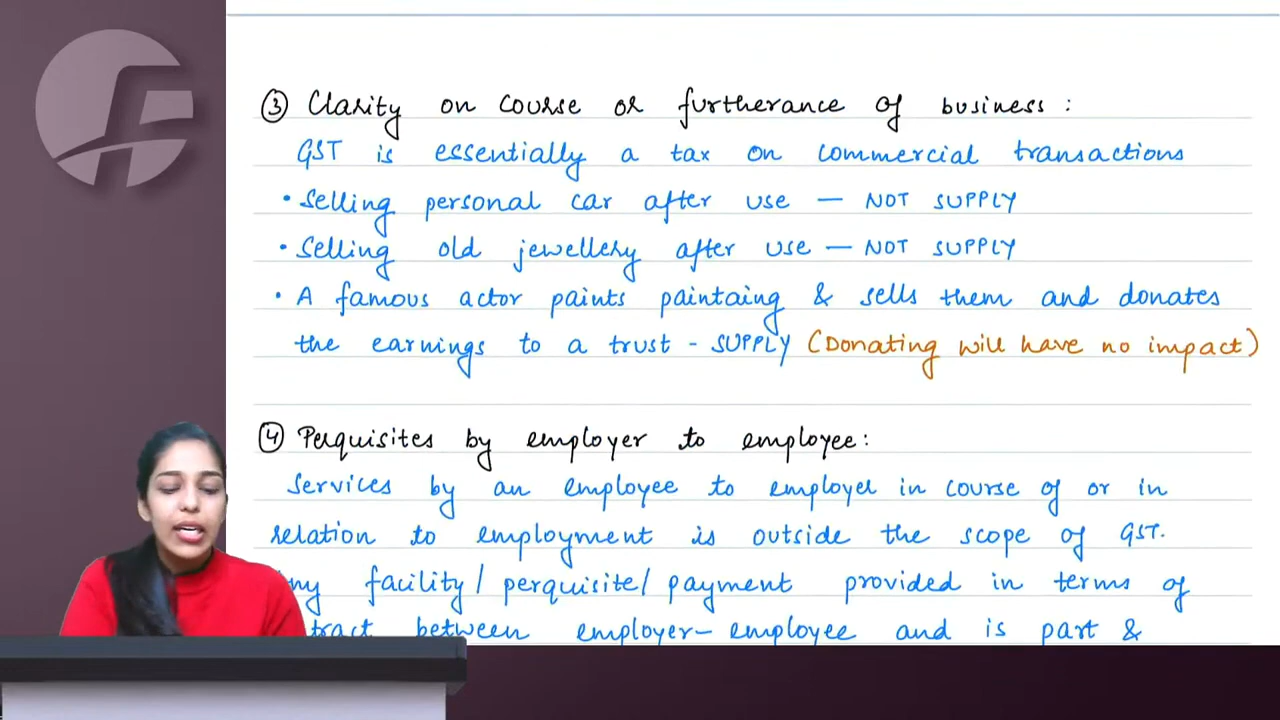 ③ Clarity on course or furtherance of business :
GST is essentially a tax on commercial transactions
• Selling personal car after use — NOT SUPPLY
• Selling old jewellery after use — NOT SUPPLY
• A famous actor paints paintaing & sells them and donates
the earnings to a trust - SUPPLY (Donating will have no impact)
④ Perquisites by employer to employee :
Services by an employee to employer in course of or in
relation to employment is outside the scope of GST.
facility/ perquisite/ payment provided in terms of
between employer- employee and is part &